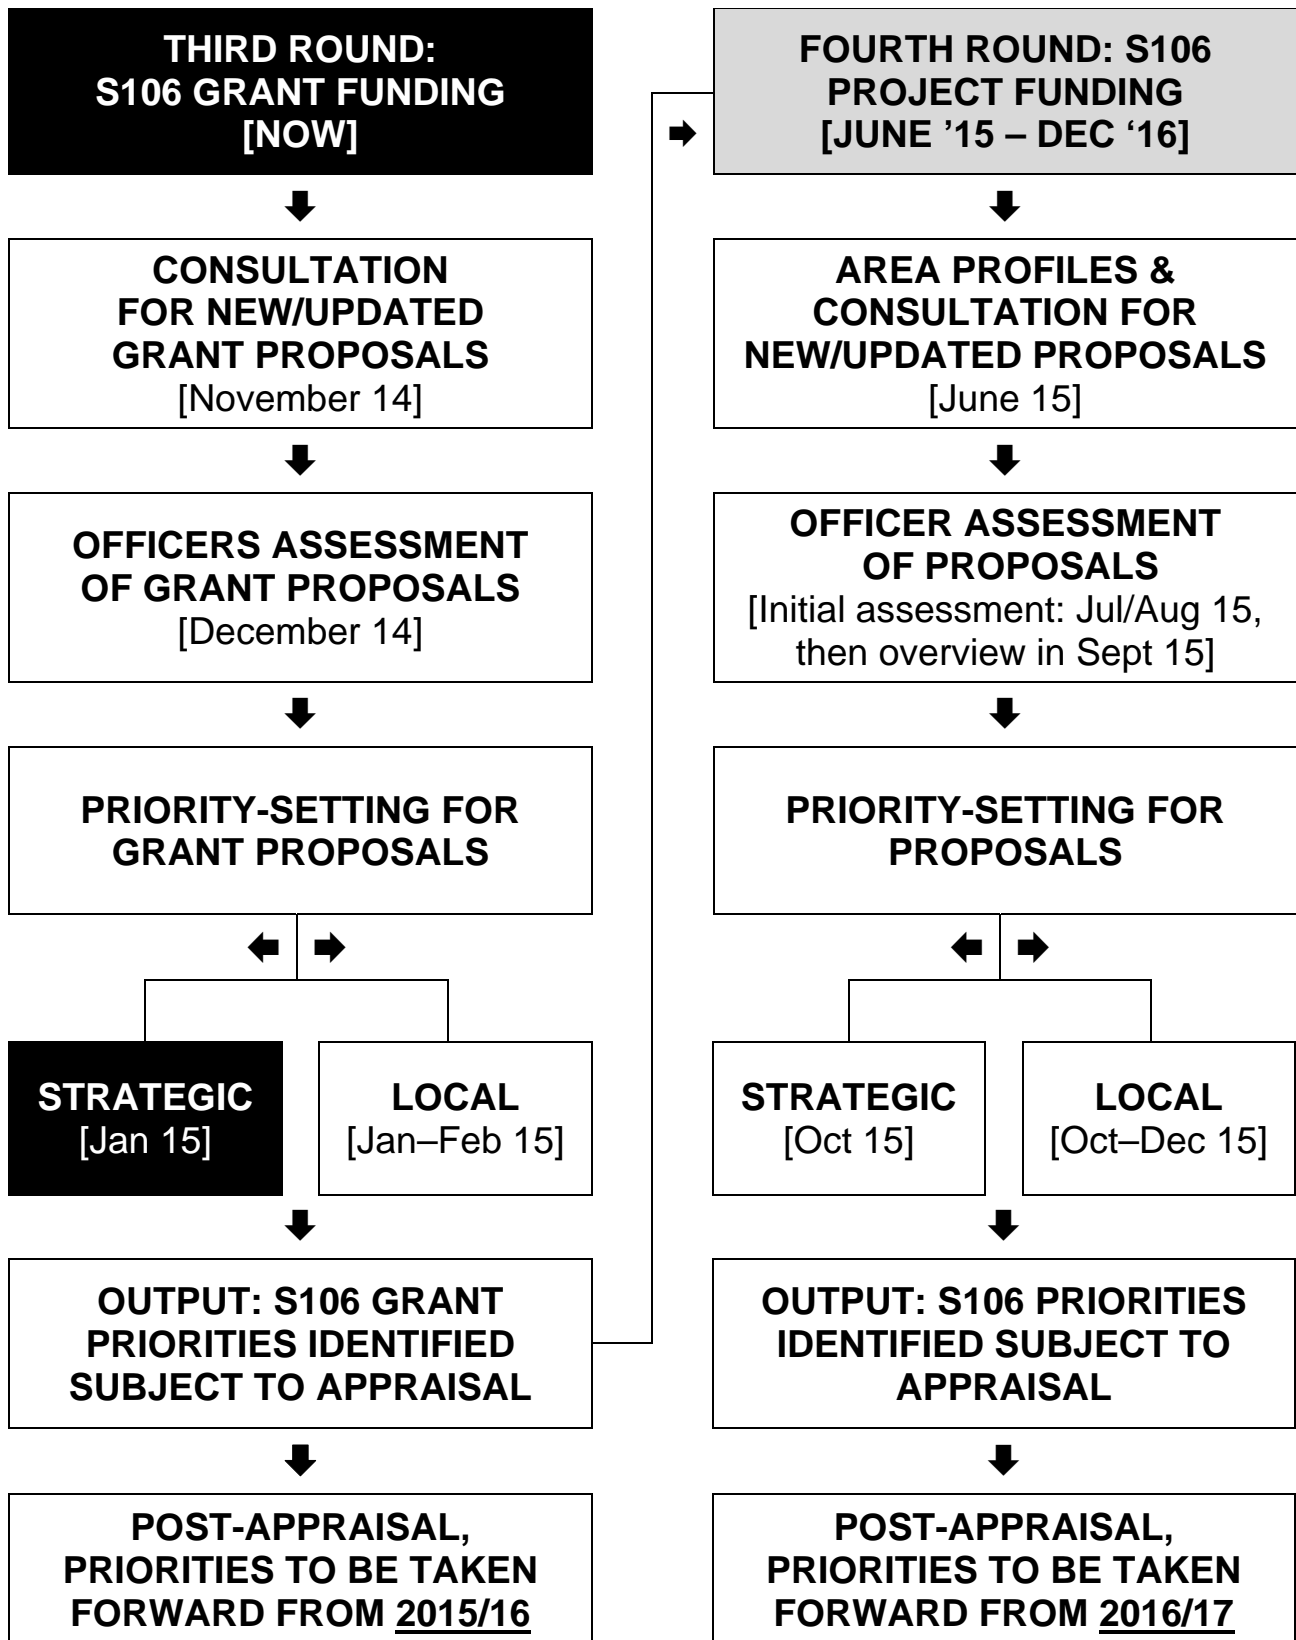 THIRD ROUND:
S106 GRANT FUNDING
[NOW]
CONSULTATION
FOR NEW/UPDATED
GRANT PROPOSALS
[November 14]
OFFICERS ASSESSMENT
OF GRANT PROPOSALS
[December 14]
PRIORITY-SETTING FOR
GRANT PROPOSALS
STRATEGIC
[Jan 15]
LOCAL
[Jan–Feb 15]
OUTPUT: S106 GRANT
PRIORITIES IDENTIFIED
SUBJECT TO APPRAISAL
POST-APPRAISAL,
PRIORITIES TO BE TAKEN
FORWARD FROM 2015/16
FOURTH ROUND: S106
PROJECT FUNDING
[JUNE ’15 – DEC ‘16]
AREA PROFILES &
CONSULTATION FOR
NEW/UPDATED PROPOSALS
[June 15]
OFFICER ASSESSMENT
OF PROPOSALS
[Initial assessment: Jul/Aug 15,
then overview in Sept 15]
PRIORITY-SETTING FOR
PROPOSALS
STRATEGIC
[Oct 15]
LOCAL
[Oct–Dec 15]
OUTPUT: S106 PRIORITIES
IDENTIFIED SUBJECT TO
APPRAISAL
POST-APPRAISAL,
PRIORITIES TO BE TAKEN
FORWARD FROM 2016/17